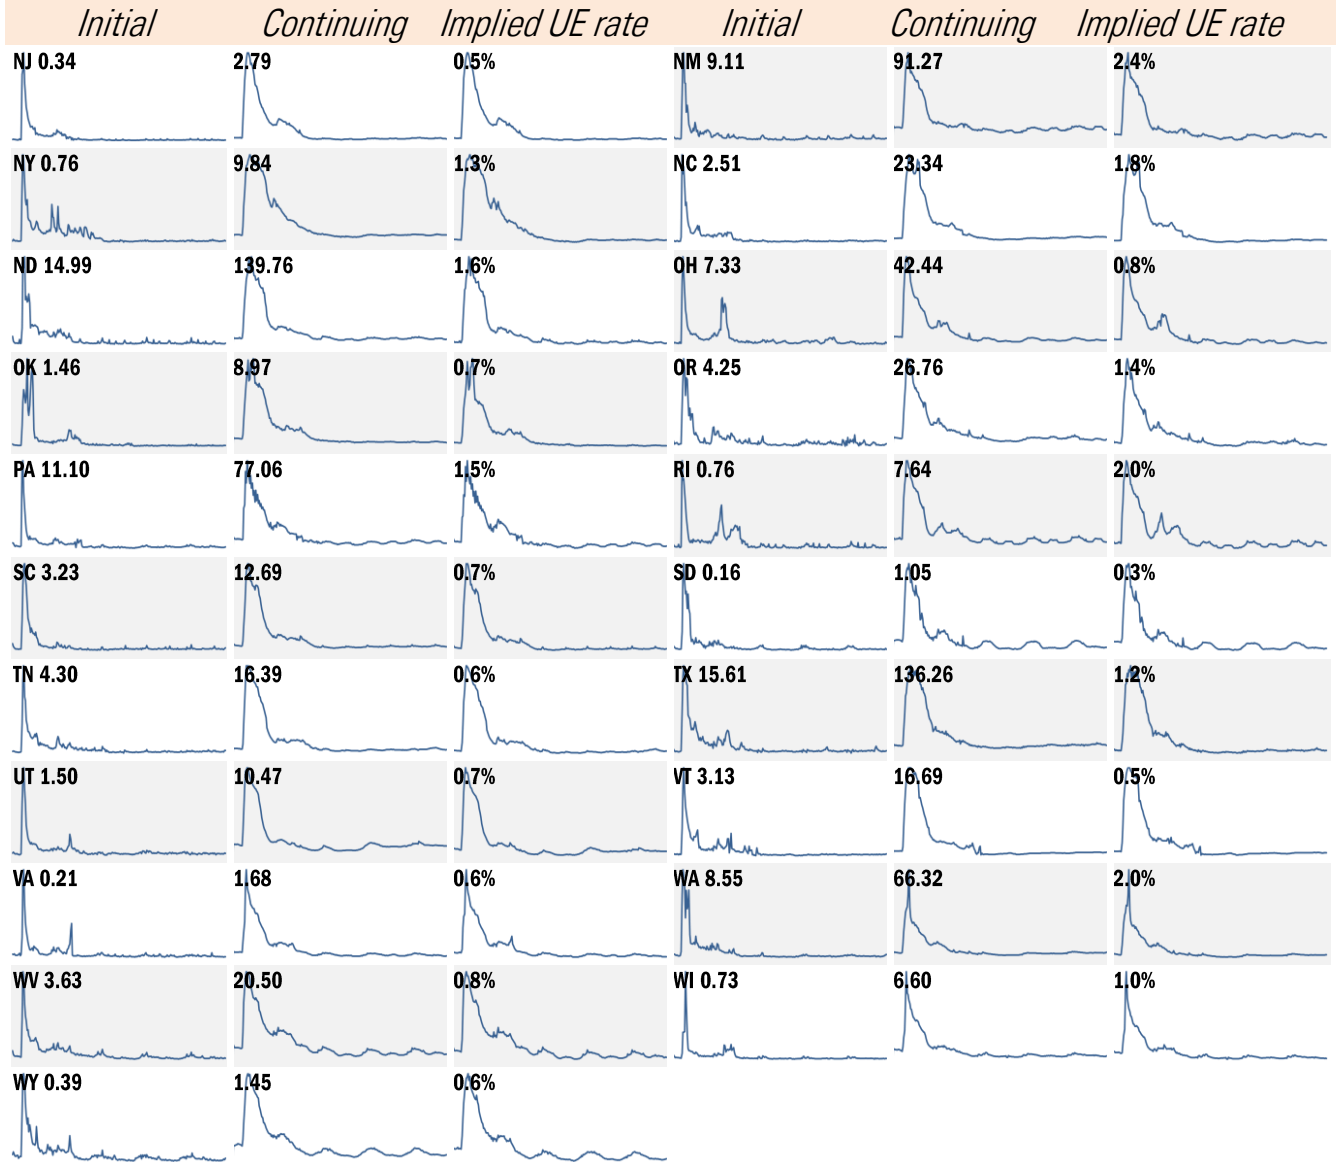 Initial Continuing Implied UE rate Initial Continuing Implied UE rate
NJ 0.34 2.79 0.5% NM 9.11 91.27 2.4%
NY 0.76 9.84 1.3% NC 2.51 23.34 1.8%
ND 14.99 139.76 1.6% OH 7.33 42.44 0.8%
OK 1.46 8.97 0.7% OR 4.25 26.76 1.4%
PA 11.10 77.06 1.5% RI 0.76 7.64 2.0%
SC 3.23 12.69 0.7% SD 0.16 1.05 0.3%
TN 4.30 16.39 0.6% TX 15.61 136.26 1.2%
UT 1.50 10.47 0.7% VT 3.13 16.69 0.5%
VA 0.21 1.68 0.6% WA 8.55 66.32 2.0%
WV 3.63 20.50 0.8% WI 0.73 6.60 1.0%
WY 0.39 1.45 0.6%